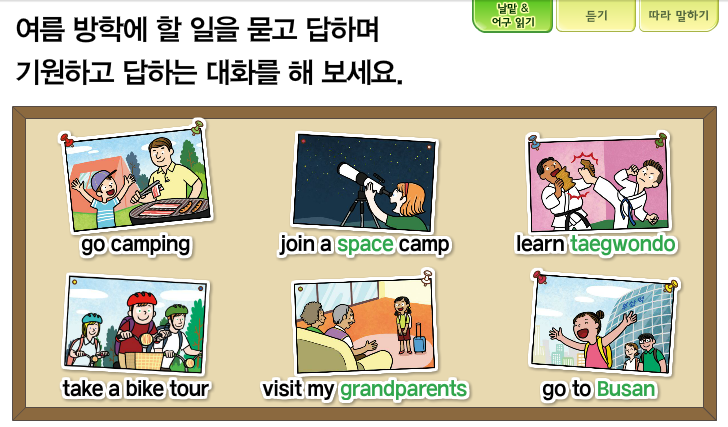 여름 방학에 할 일을 묻고 답하며
기원하고 답하는 대화를 해 보세요.
낱말 &
어구 읽기
듣기
따라 말하기
go camping
join a space camp
learn taegwondo
take a bike tour
visit my grandparents
go to Busan